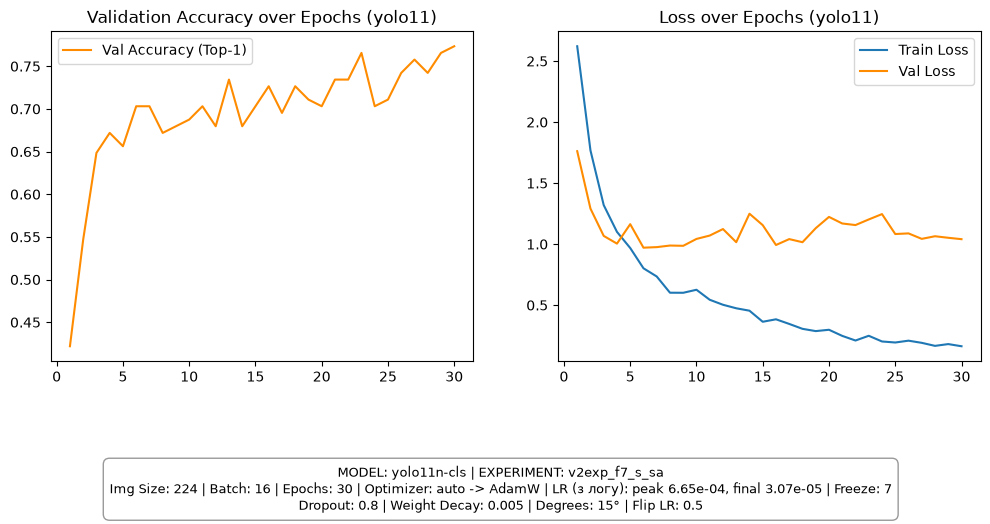 Validation Accuracy over Epochs (yolo11)
Val Accuracy (Top-1)
0.75
0.70
0.65
0.60
0.55
0.50
0.45
0 5 10 15 20 25 30
Loss over Epochs (yolo11)
Train Loss
Val Loss
2.5
2.0
1.5
1.0
0.5
0 5 10 15 20 25 30
MODEL: yolo11n-cls | EXPERIMENT: v2exp_f7_s_sa
Img Size: 224 | Batch: 16 | Epochs: 30 | Optimizer: auto -> AdamW | LR (з логу): peak 6.65e-04, final 3.07e-05 | Freeze: 7
Dropout: 0.8 | Weight Decay: 0.005 | Degrees: 15° | Flip LR: 0.5